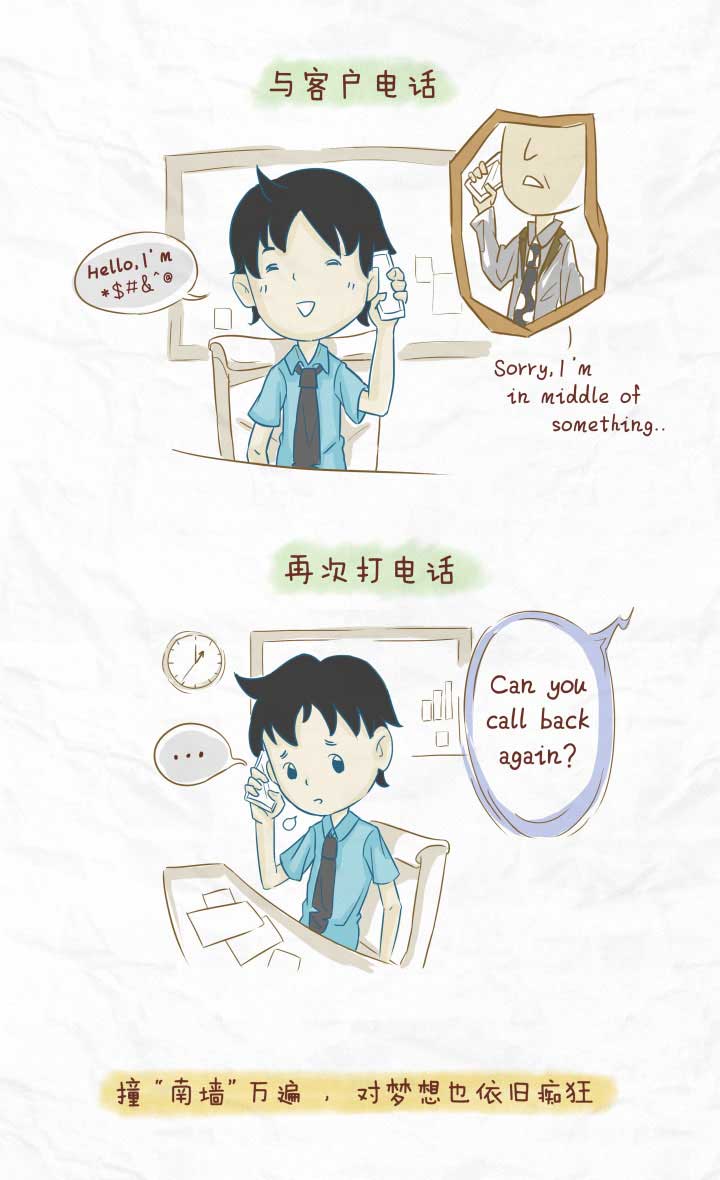 与客户电话
Hello, I'm
*$#&^@
Sorry, I'm
in middle of
something..
再次打电话
...
Can you
call back
again?
撞“南墙”万遍，对梦想也依旧痴狂